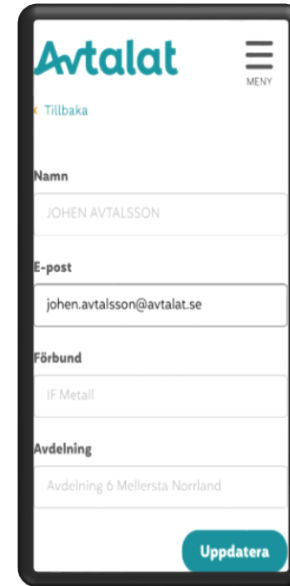 Avtalat
MENY
‹ Tillbaka
Namn
JOHEN AVTALSSON
E-post
johen.avtalsson@avtalat.se
Förbund
IF Metall
Avdelning
Avdelning 6 Mellersta Norrland
Uppdatera